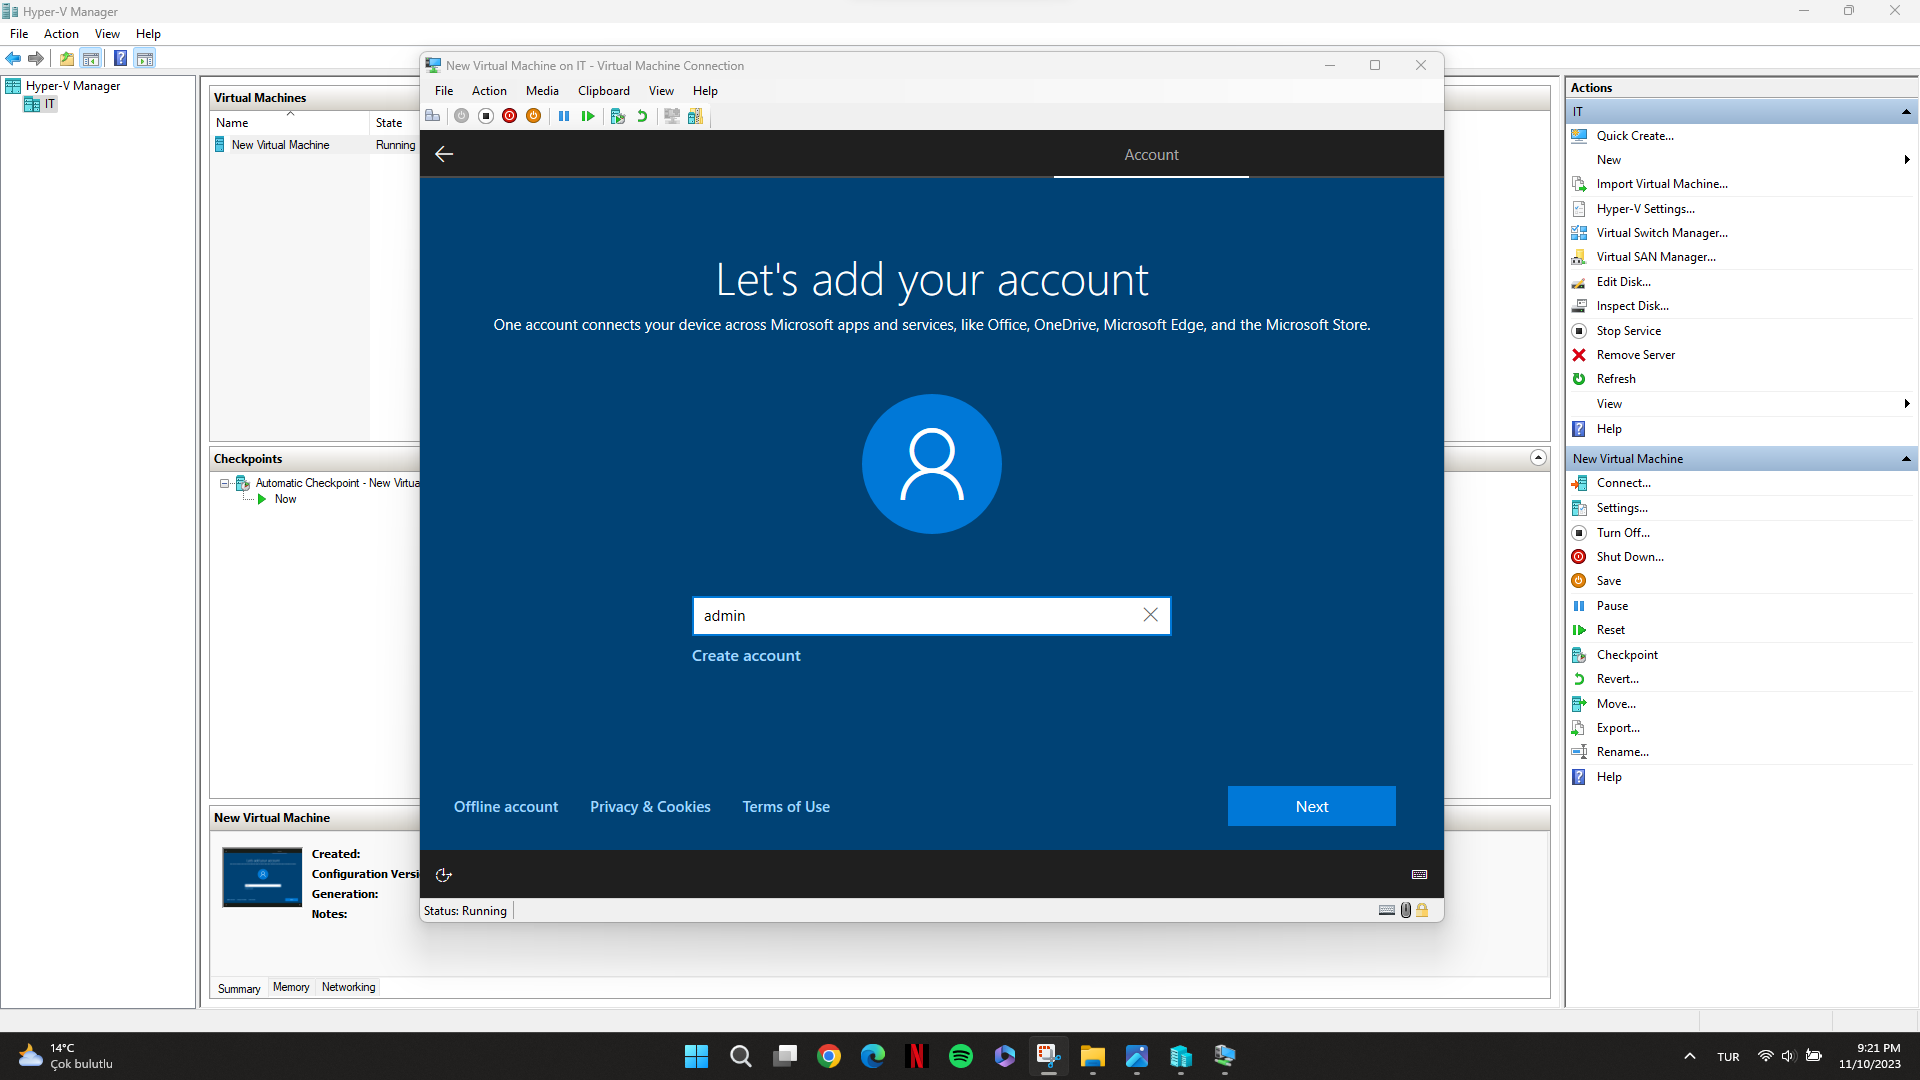 Hyper-V Manager
File Action View Help
Hyper-V Manager
IT
Virtual Machines
Name State
New Virtual Machine Running
Checkpoints
Automatic Checkpoint - New Virtua
Now
New Virtual Machine
Created:
Configuration Versi
Generation:
Notes:
Summary Memory Networking
New Virtual Machine on IT - Virtual Machine Connection
File Action Media Clipboard View Help
Account
Let's add your account
One account connects your device across Microsoft apps and services, like Office, OneDrive, Microsoft Edge, and the Microsoft Store.
admin
Create account
Offline account Privacy & Cookies Terms of Use Next
Status: Running
Actions
IT
Quick Create...
New
Import Virtual Machine...
Hyper-V Settings...
Virtual Switch Manager...
Virtual SAN Manager...
Edit Disk...
Inspect Disk...
Stop Service
Remove Server
Refresh
View
Help
New Virtual Machine
Connect...
Settings...
Turn Off...
Shut Down...
Save
Pause
Reset
Checkpoint
Revert...
Move...
Export...
Rename...
Help
14°C
Çok bulutlu
TUR
9:21 PM
11/10/2023